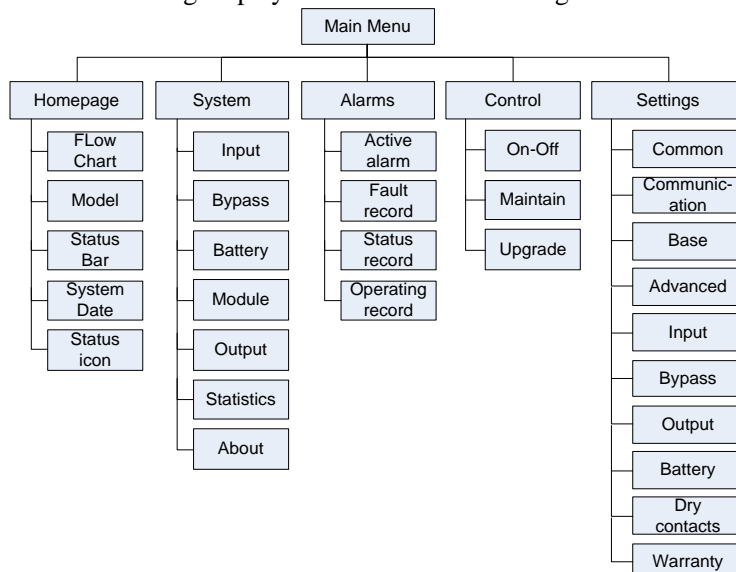 Main Menu
Homepage
System
Alarms
Control
Settings
FLow
Chart
Model
Status
Bar
System
Date
Status
icon
Input
Bypass
Battery
Module
Output
Statistics
About
Active
alarm
Fault
record
Status
record
Operating
record
On-Off
Maintain
Upgrade
Common
Communic-
ation
Base
Advanced
Input
Bypass
Output
Battery
Dry
contacts
Warranty